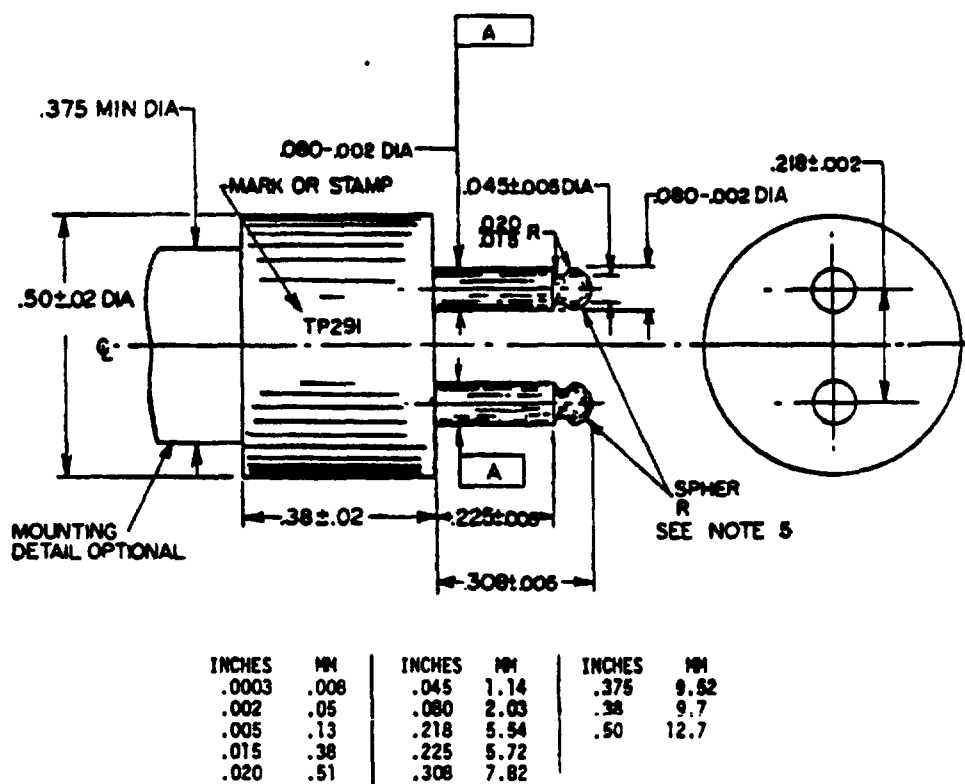 A
.375 MIN DIA
.080-.002 DIA
.218±.002
MARK OR STAMP
.045±.005 DIA
.080-.002 DIA
.020
.015 R
.50±.02 DIA
TP291
℄
A
.38±.02
.225±.005
SPHER
R
SEE NOTE 5
MOUNTING
DETAIL OPTIONAL
.308±.005
INCHES MM INCHES MM INCHES MM
.0003 .008 .045 1.14 .375 9.52
.002 .05 .080 2.03 .38 9.7
.005 .13 .218 5.54 .50 12.7
.015 .38 .225 5.72
.020 .51 .308 7.82